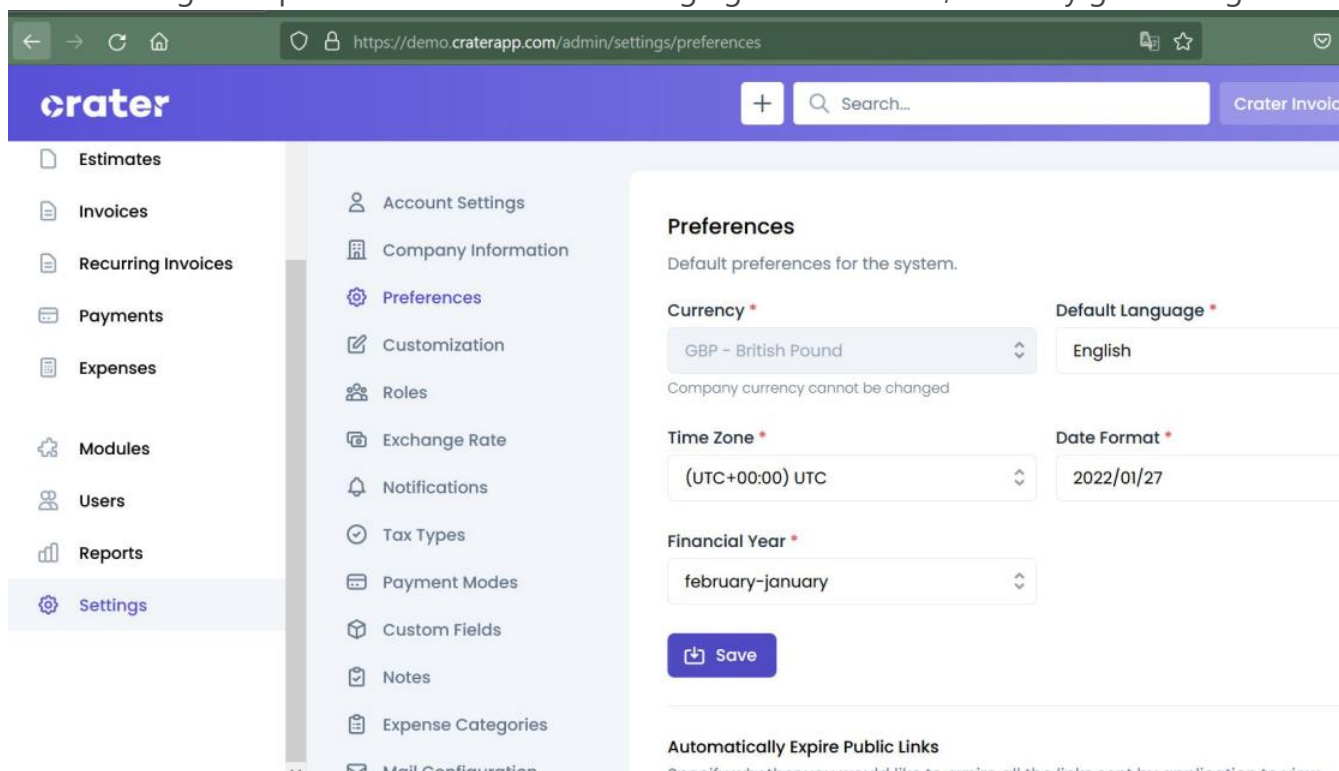 https://demo.craterapp.com/admin/settings/preferences
crater
Search...
Crater Invoic
Estimates
Invoices
Recurring Invoices
Payments
Expenses
Modules
Users
Reports
Settings
Account Settings
Company Information
Preferences
Customization
Roles
Exchange Rate
Notifications
Tax Types
Payment Modes
Custom Fields
Notes
Expense Categories
Mail Configuration
Preferences
Default preferences for the system.
Currency *
Default Language *
GBP - British Pound
English
Company currency cannot be changed
Time Zone *
Date Format *
(UTC+00:00) UTC
2022/01/27
Financial Year *
february-january
Save
Automatically Expire Public Links